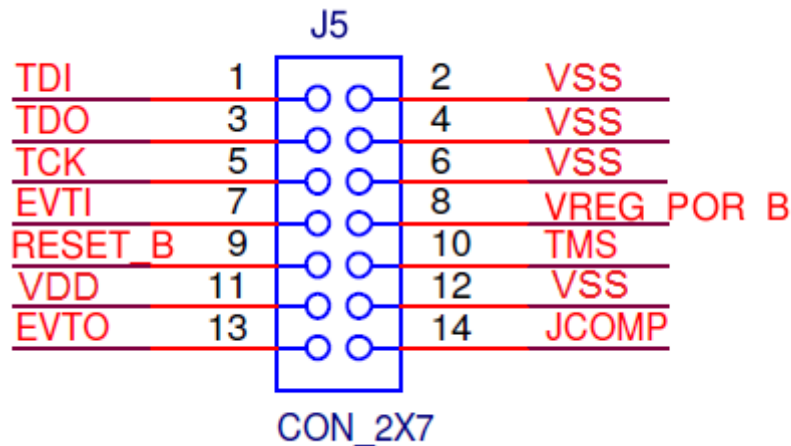 J5
TDI 1 2 VSS
TDO 3 4 VSS
TCK 5 6 VSS
EVTI 7 8 VREG_POR_B
RESET_B 9 10 TMS
VDD 11 12 VSS
EVTO 13 14 JCOMP
CON_2X7